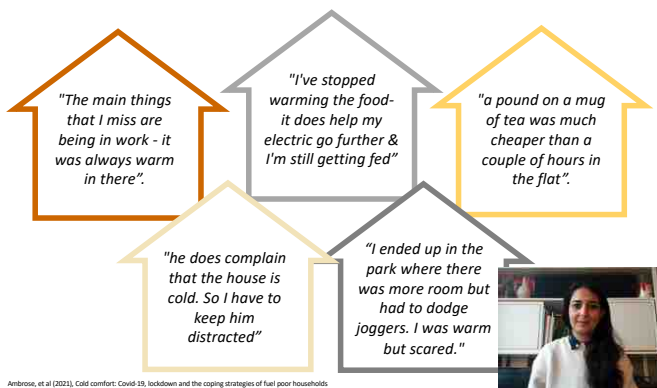 "The main things
that I miss are
being in work - it
was always warm
in there”.
"I've stopped
warming the food-
it does help my
electric go further &
I'm still getting fed”
"a pound on a mug
of tea was much
cheaper than a
couple of hours in
the flat”.
"he does complain
that the house is
cold. So I have to
keep him
distracted”
“I ended up in the
park where there
was more room but
had to dodge
joggers. I was warm
but scared."
Ambrose, et al (2021), Cold comfort: Covid-19, lockdown and the coping strategies of fuel poor households